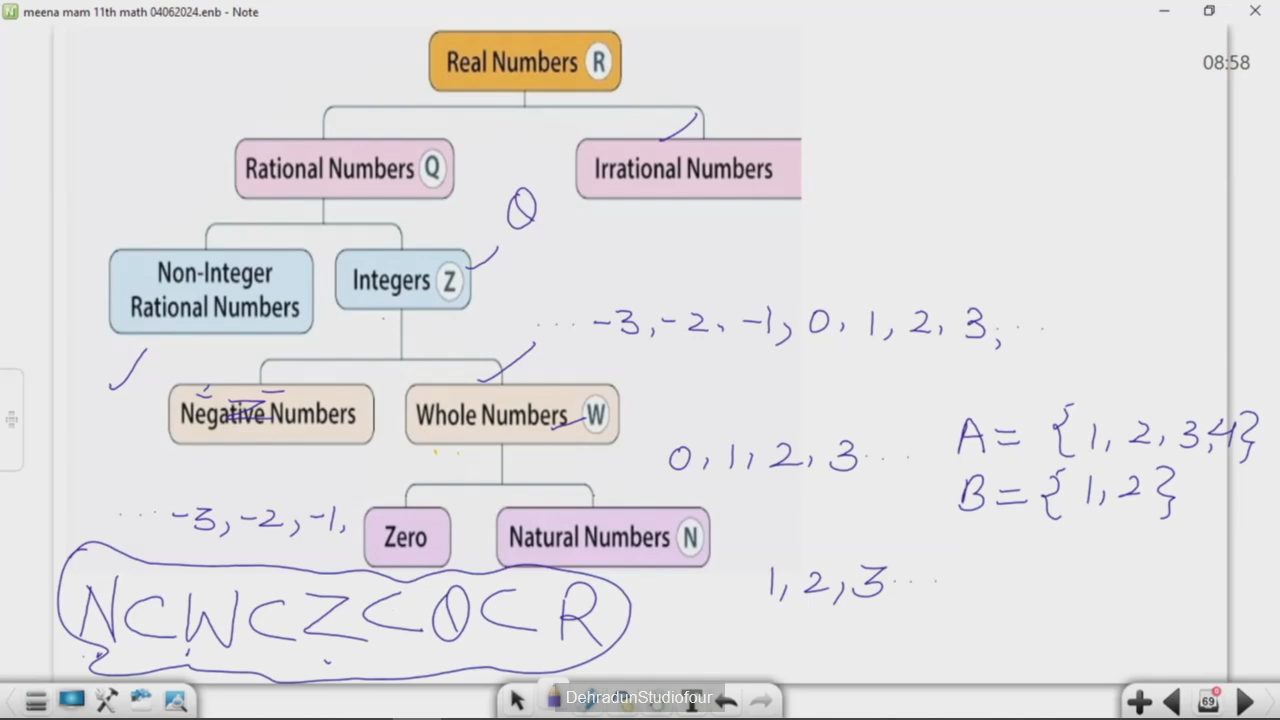 meena mam 11th math 04062024.enb - Note
08:58
Real Numbers R
Rational Numbers Q
Irrational Numbers
Q
Non-Integer
Rational Numbers
Integers Z
... -3, -2, -1, 0, 1, 2, 3, ...
Negative Numbers
Whole Numbers W
0, 1, 2, 3 ...
A = {1, 2, 3, 4}
B = {1, 2}
... -3, -2, -1,
Zero
Natural Numbers N
1, 2, 3 ...
N ⊂ W ⊂ Z ⊂ Q ⊂ R
DehradunStudiofour
69